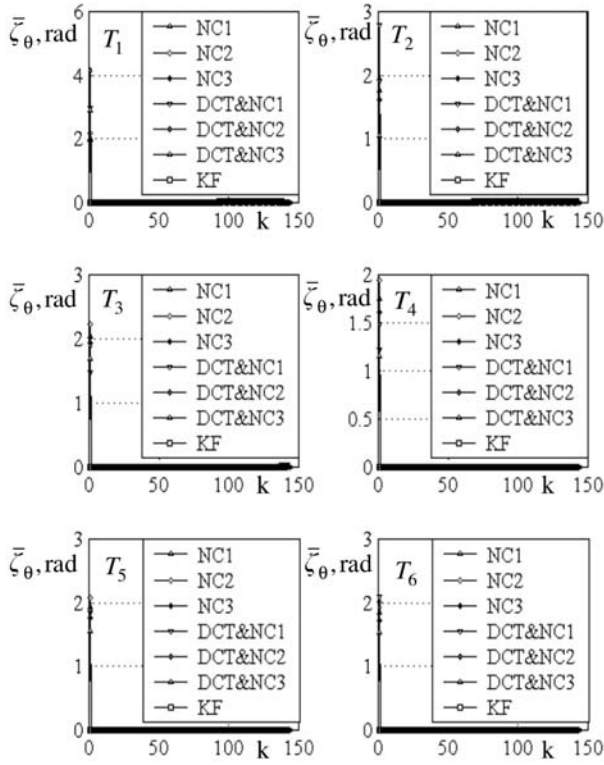 ζ̄θ, rad
T1
6
4
2
0
NC1
NC2
NC3
DCT&NC1
DCT&NC2
DCT&NC3
KF
0 50 100 k 150
ζ̄θ, rad
T2
3
2
1
0
NC1
NC2
NC3
DCT&NC1
DCT&NC2
DCT&NC3
KF
0 50 100 k 150
ζ̄θ, rad
T3
3
2
1
0
NC1
NC2
NC3
DCT&NC1
DCT&NC2
DCT&NC3
KF
0 50 100 k 150
ζ̄θ, rad
T4
2
1.5
1
0.5
0
NC1
NC2
NC3
DCT&NC1
DCT&NC2
DCT&NC3
KF
0 50 100 k 150
ζ̄θ, rad
T5
3
2
1
0
NC1
NC2
NC3
DCT&NC1
DCT&NC2
DCT&NC3
KF
0 50 100 k 150
ζ̄θ, rad
T6
3
2
1
0
NC1
NC2
NC3
DCT&NC1
DCT&NC2
DCT&NC3
KF
0 50 100 k 150